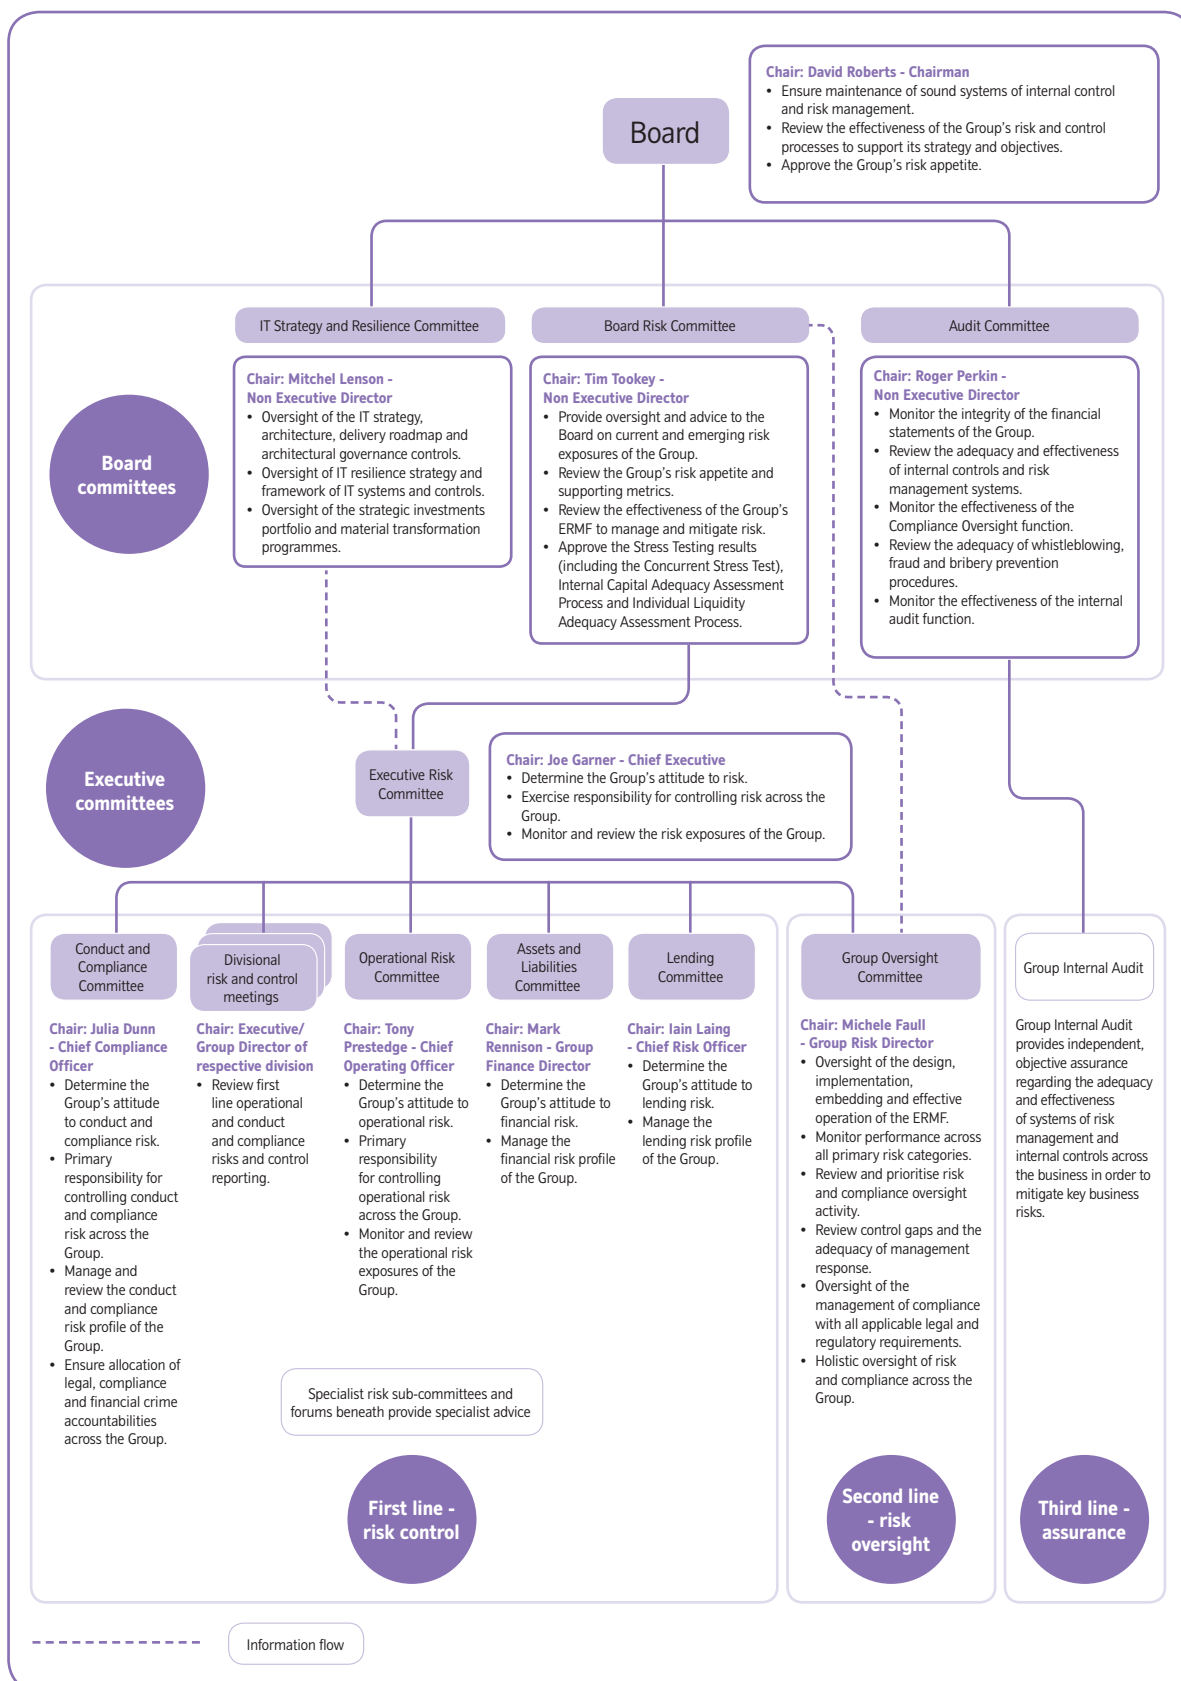 Chair: David Roberts - Chairman
• Ensure maintenance of sound systems of internal control
and risk management.
• Review the effectiveness of the Group's risk and control
processes to support its strategy and objectives.
• Approve the Group's risk appetite.
Board
Board
committees
IT Strategy and Resilience Committee
Chair: Mitchel Lenson -
Non Executive Director
• Oversight of the IT strategy,
architecture, delivery roadmap and
architectural governance controls.
• Oversight of IT resilience strategy and
framework of IT systems and controls.
• Oversight of the strategic investments
portfolio and material transformation
programmes.
Board Risk Committee
Chair: Tim Tookey -
Non Executive Director
• Provide oversight and advice to the
Board on current and emerging risk
exposures of the Group.
• Review the Group's risk appetite and
supporting metrics.
• Review the effectiveness of the Group's
ERMF to manage and mitigate risk.
• Approve the Stress Testing results
(including the Concurrent Stress Test),
Internal Capital Adequacy Assessment
Process and Individual Liquidity
Adequacy Assessment Process.
Audit Committee
Chair: Roger Perkin -
Non Executive Director
• Monitor the integrity of the financial
statements of the Group.
• Review the adequacy and effectiveness
of internal controls and risk
management systems.
• Monitor the effectiveness of the
Compliance Oversight function.
• Review the adequacy of whistleblowing,
fraud and bribery prevention
procedures.
• Monitor the effectiveness of the internal
audit function.
Executive
committees
Executive Risk
Committee
Chair: Joe Garner - Chief Executive
• Determine the Group's attitude to risk.
• Exercise responsibility for controlling risk across the
Group.
• Monitor and review the risk exposures of the Group.
Conduct and
Compliance
Committee
Chair: Julia Dunn
- Chief Compliance
Officer
• Determine the
Group's attitude
to conduct and
compliance risk.
• Primary
responsibility for
controlling conduct
and compliance
risk across the
Group.
• Manage and
review the conduct
and compliance
risk profile of the
Group.
• Ensure allocation of
legal, compliance
and financial crime
accountabilities
across the Group.
Divisional
risk and control
meetings
Chair: Executive/
Group Director of
respective division
• Review first
line operational
and conduct
and compliance
risks and control
reporting.
Operational Risk
Committee
Chair: Tony
Prestedge - Chief
Operating Officer
• Determine the
Group's attitude to
operational risk.
• Primary
responsibility
for controlling
operational risk
across the Group.
• Monitor and review
the operational risk
exposures of the
Group.
Assets and
Liabilities
Committee
Chair: Mark
Rennison - Group
Finance Director
• Determine the
Group's attitude to
financial risk.
• Manage the
financial risk profile
of the Group.
Lending
Committee
Chair: Iain Laing
- Chief Risk Officer
• Determine the
Group's attitude to
lending risk.
• Manage the
lending risk profile
of the Group.
Group Oversight
Committee
Chair: Michele Faull
- Group Risk Director
• Oversight of the design,
implementation,
embedding and effective
operation of the ERMF.
• Monitor performance across
all primary risk categories.
• Review and prioritise risk
and compliance oversight
activity.
• Review control gaps and the
adequacy of management
response.
• Oversight of the
management of compliance
with all applicable legal and
regulatory requirements.
• Holistic oversight of risk
and compliance across the
Group.
Group Internal Audit
Group Internal Audit
provides independent,
objective assurance
regarding the adequacy
and effectiveness
of systems of risk
management and
internal controls across
the business in order to
mitigate key business
risks.
Specialist risk sub-committees and
forums beneath provide specialist advice
First line -
risk control
Second line
- risk
oversight
Third line -
assurance
Information flow